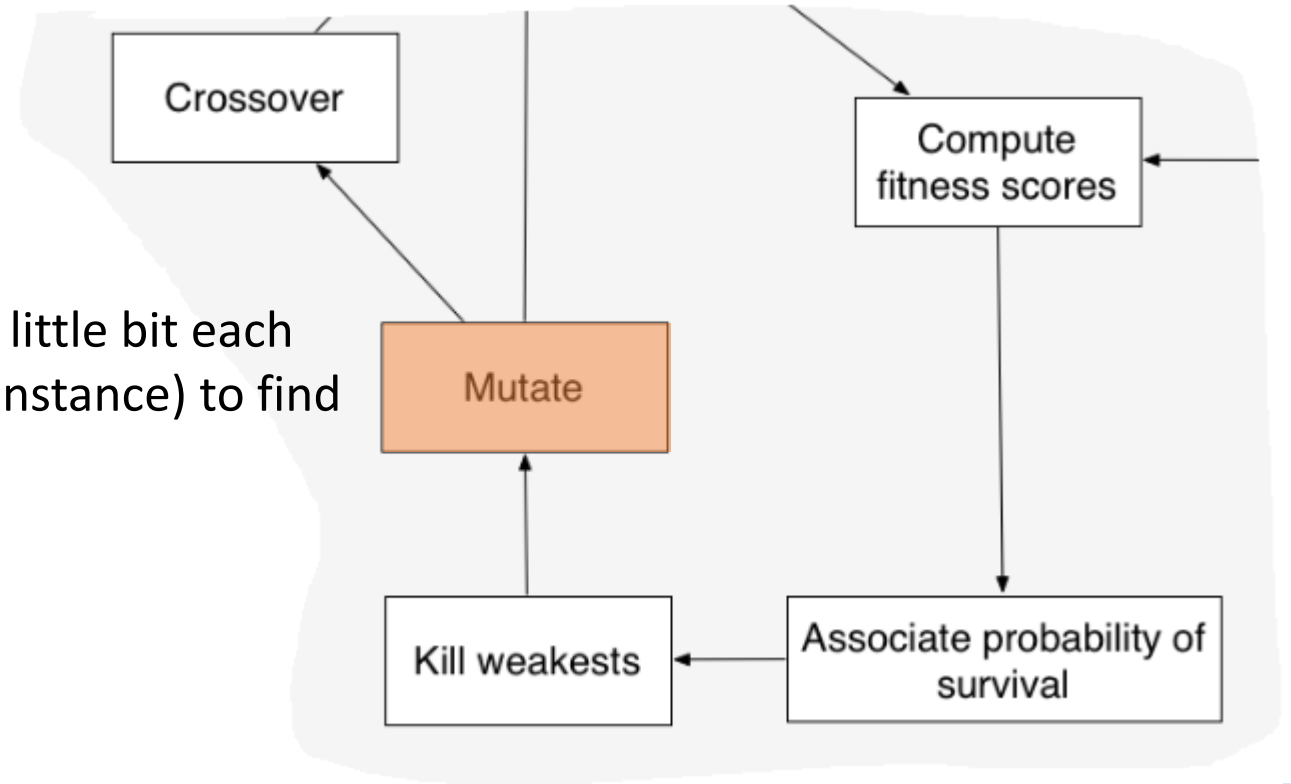 Crossover
Compute
fitness scores
little bit each
nstance) to find
Mutate
Kill weakests
Associate probability of
survival